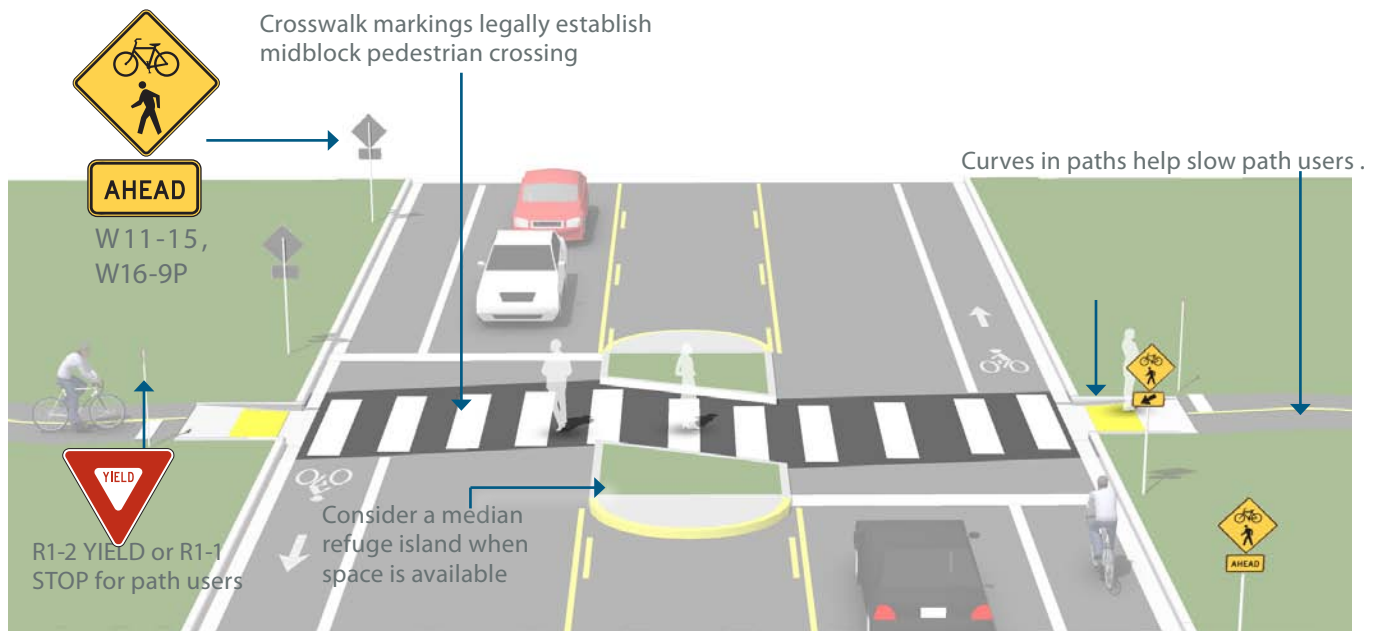 Crosswalk markings legally establish
midblock pedestrian crossing
AHEAD
W11-15,
W16-9P
Curves in paths help slow path users .
YIELD
R1-2 YIELD or R1-1
STOP for path users
Consider a median
refuge island when
space is available
AHEAD